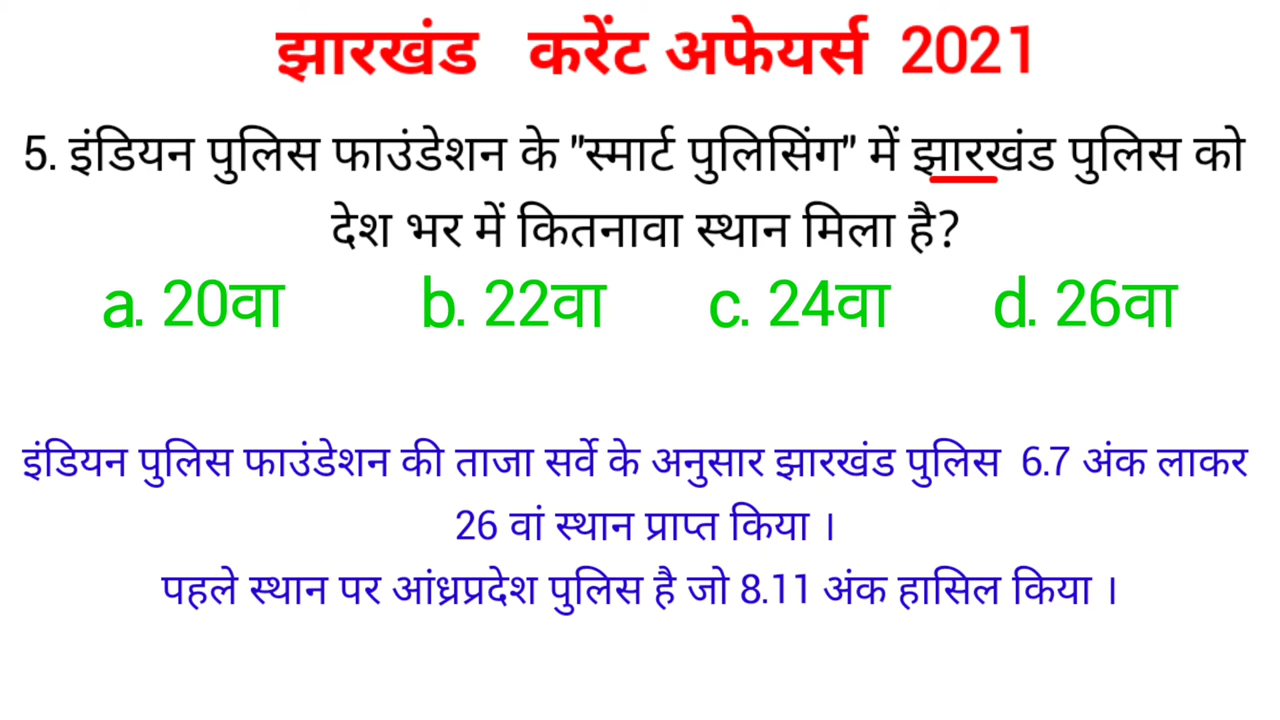 झारखंड करेंट अफेयर्स 2021
5. इंडियन पुलिस फाउंडेशन के "स्मार्ट पुलिसिंग" में झारखंड पुलिस को
देश भर में कितनावा स्थान मिला है?
a. 20वा b. 22वा c. 24वा d. 26वा
इंडियन पुलिस फाउंडेशन की ताजा सर्वे के अनुसार झारखंड पुलिस 6.7 अंक लाकर
26 वां स्थान प्राप्त किया ।
पहले स्थान पर आंध्रप्रदेश पुलिस है जो 8.11 अंक हासिल किया ।